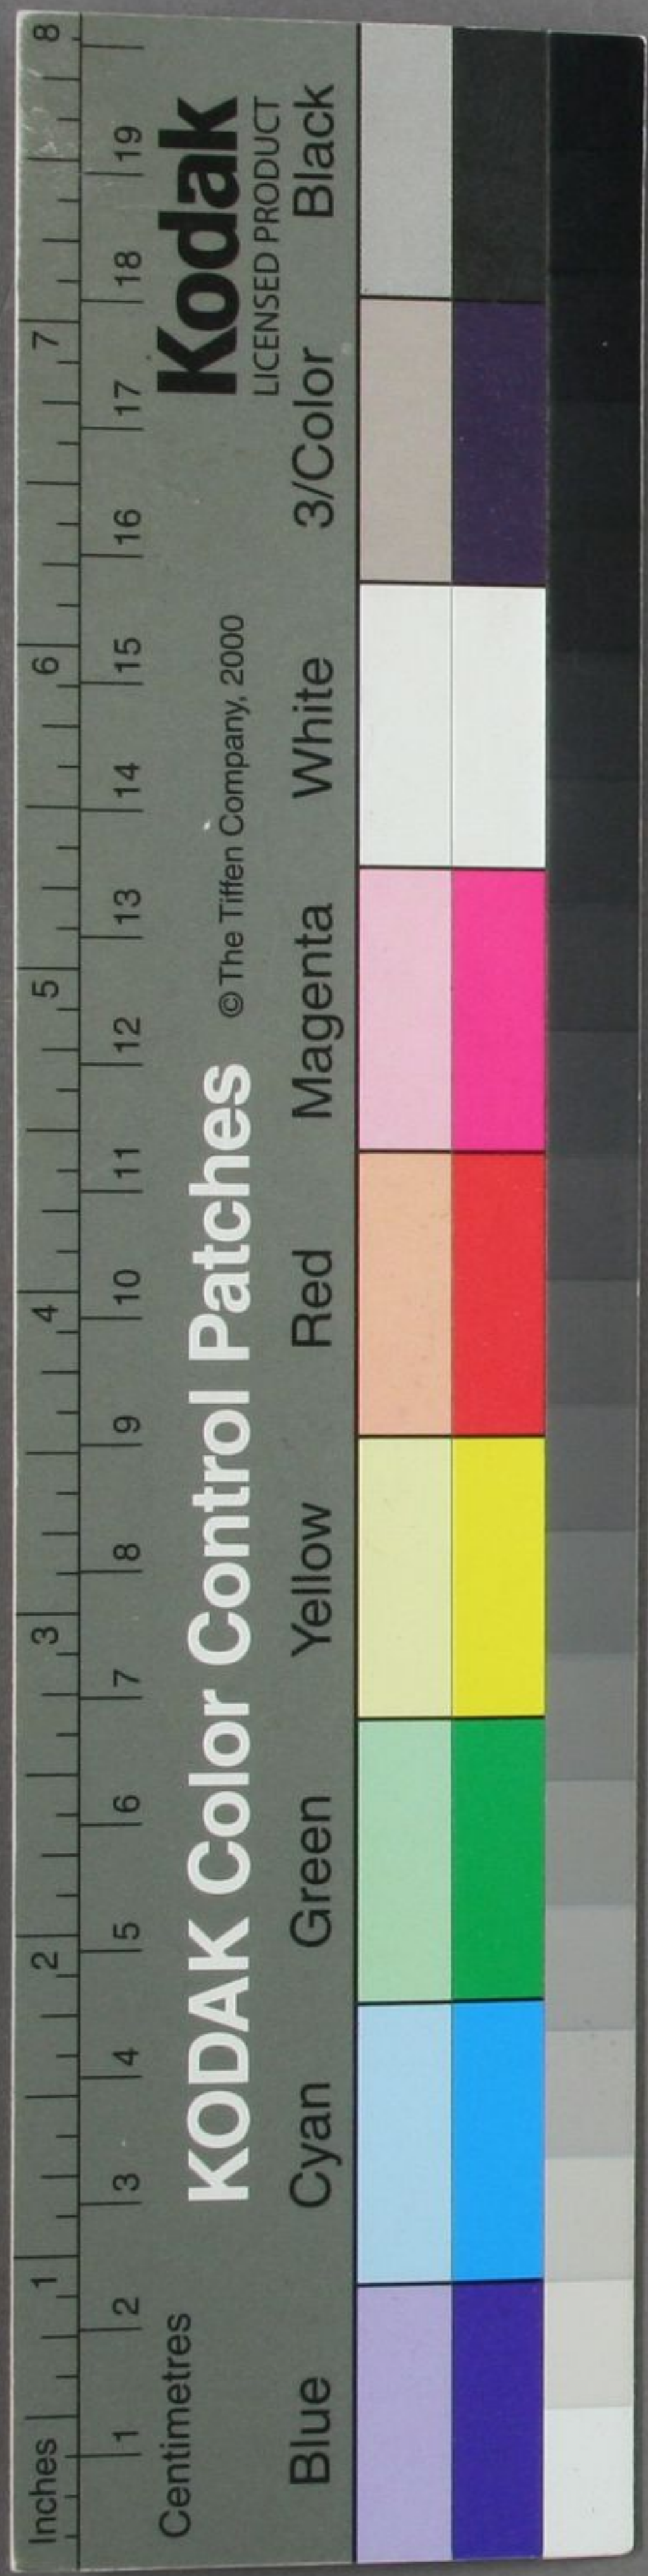 Inches 1 2 3 4 5 6 7 8
1 2 3 4 5 6 7 8 9 10 11 12 13 14 15 16 17 18 19
Centimetres
KODAK Color Control Patches © The Tiffen Company, 2000
Kodak
LICENSED PRODUCT
Blue Cyan Green Yellow Red Magenta White 3/Color Black